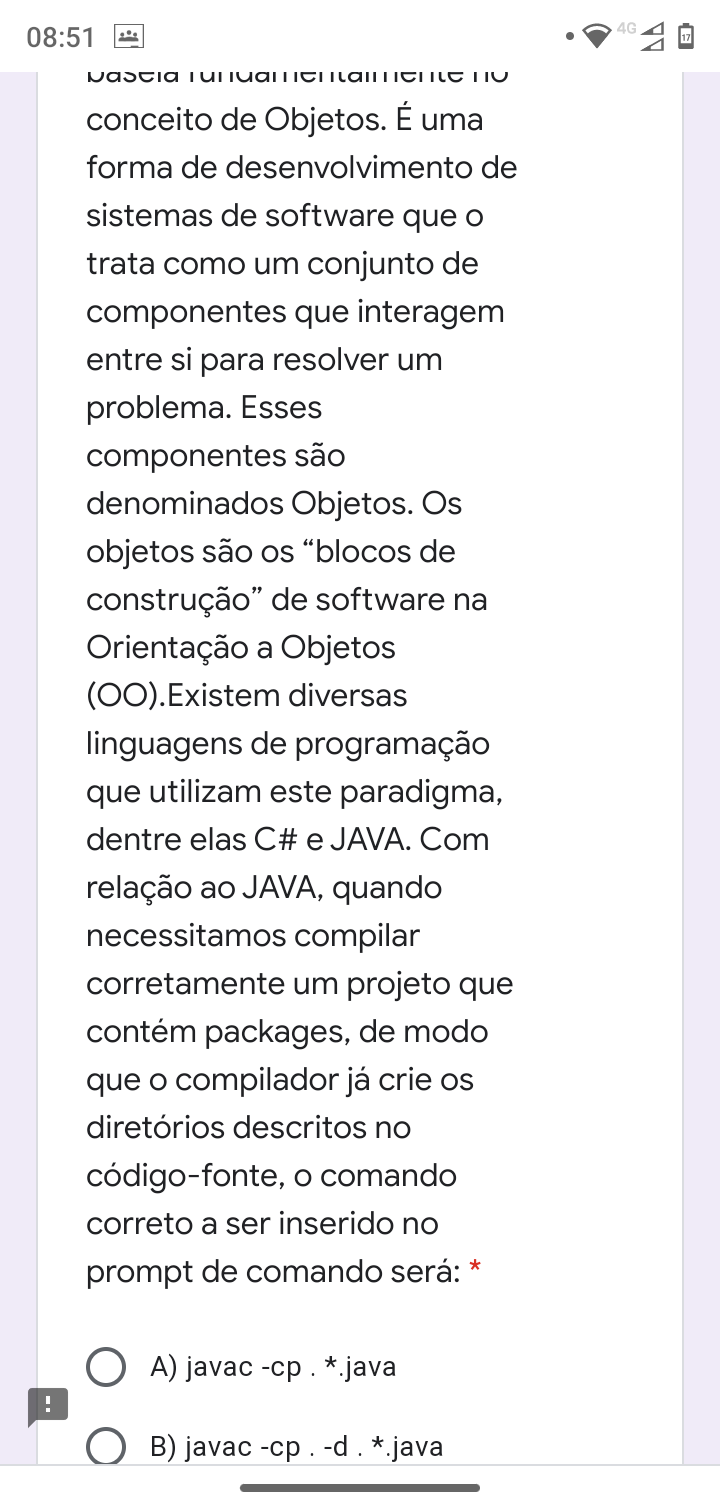 08:51
4G
17
baseia fundamentalmente no
conceito de Objetos. É uma
forma de desenvolvimento de
sistemas de software que o
trata como um conjunto de
componentes que interagem
entre si para resolver um
problema. Esses
componentes são
denominados Objetos. Os
objetos são os “blocos de
construção” de software na
Orientação a Objetos
(OO).Existem diversas
linguagens de programação
que utilizam este paradigma,
dentre elas C# e JAVA. Com
relação ao JAVA, quando
necessitamos compilar
corretamente um projeto que
contém packages, de modo
que o compilador já crie os
diretórios descritos no
código-fonte, o comando
correto a ser inserido no
prompt de comando será: *
A) javac -cp . *.java
!
B) javac -cp . -d . *.java